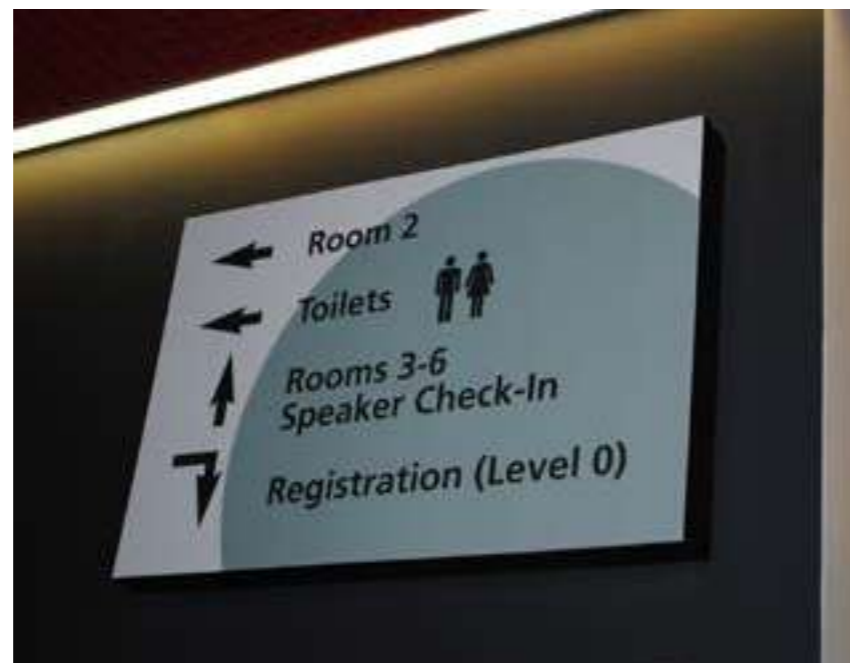 Room 2
Toilets
Rooms 3-6
Speaker Check-In
Registration (Level 0)